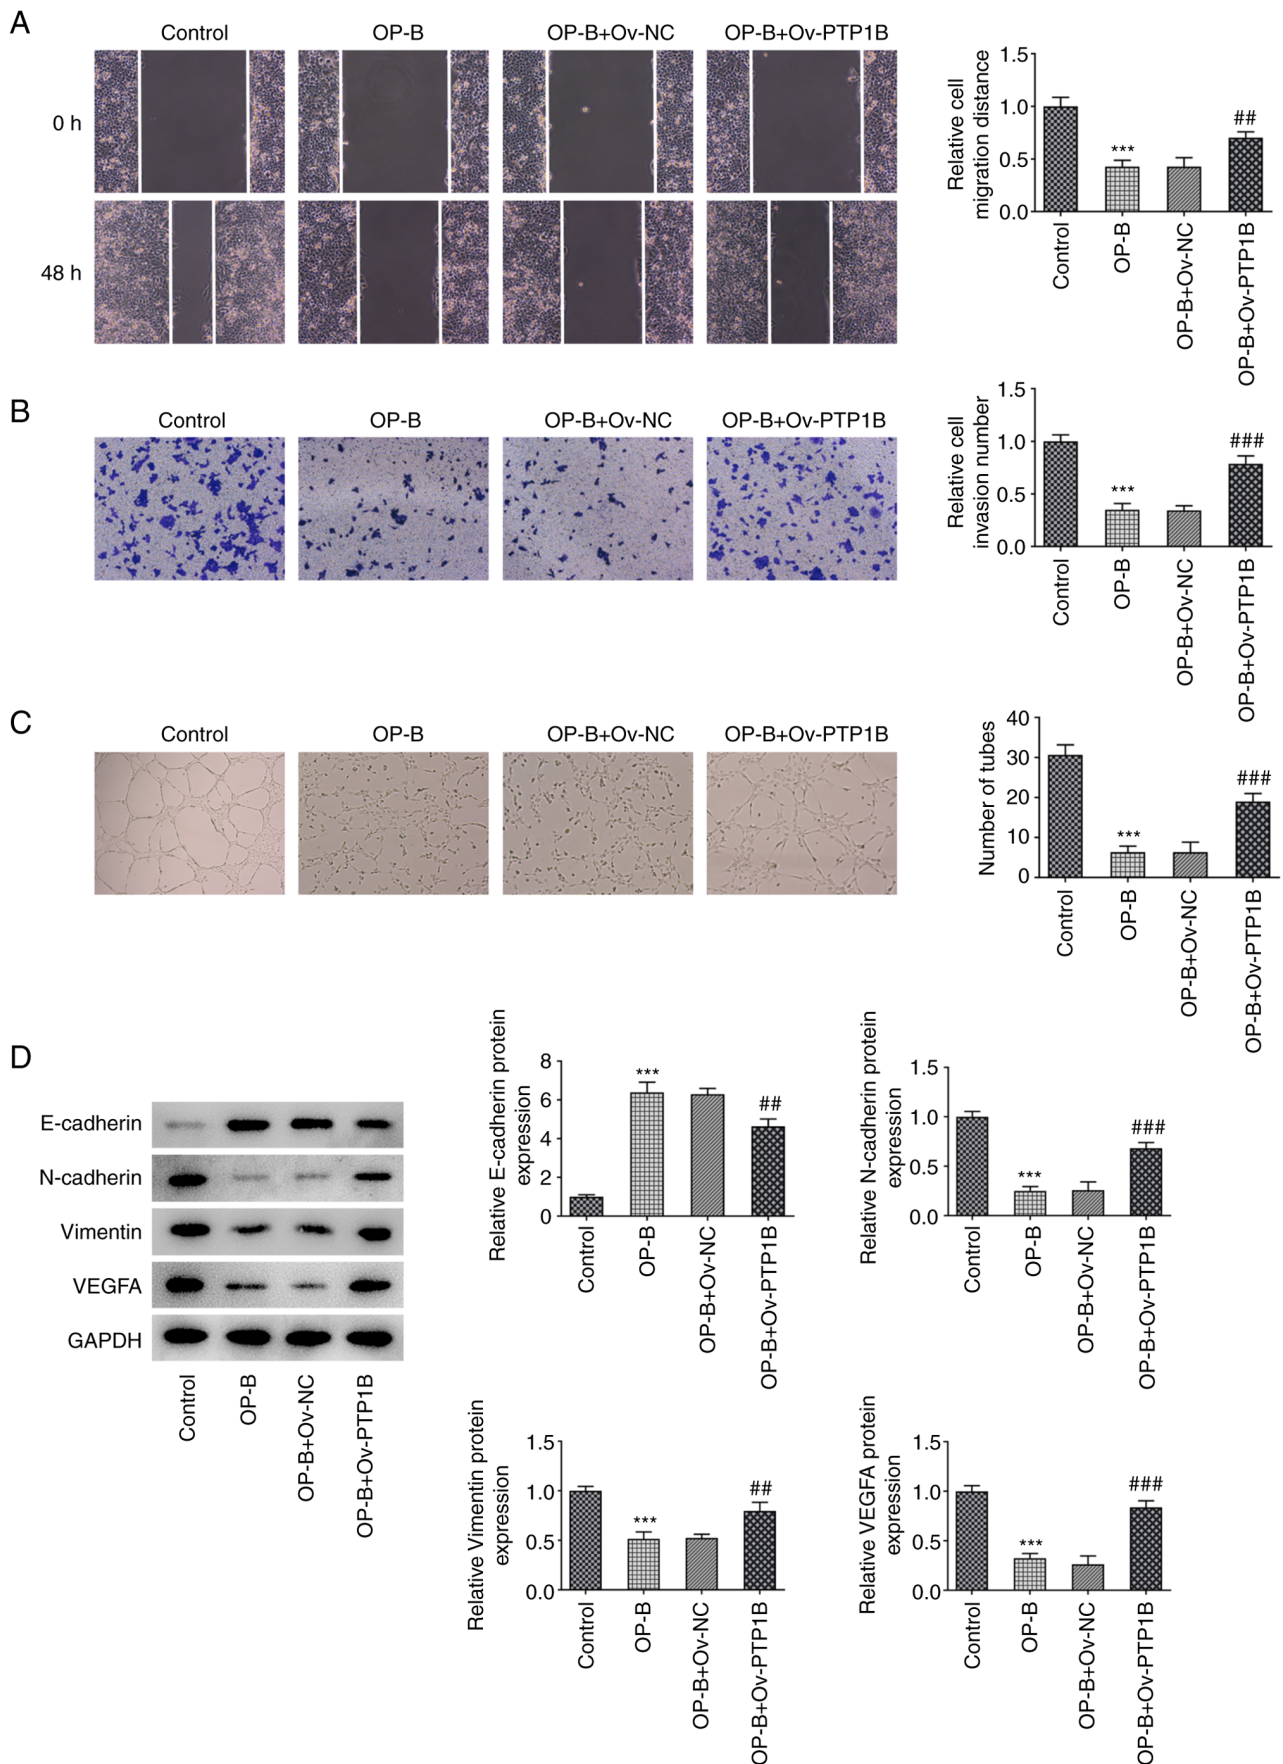 A
Control
OP-B
OP-B+Ov-NC
OP-B+Ov-PTP1B
0 h
48 h
Relative cell
migration distance
1.5
1.0
0.5
0.0
***
##
Control
OP-B
OP-B+Ov-NC
OP-B+Ov-PTP1B
B
Control
OP-B
OP-B+Ov-NC
OP-B+Ov-PTP1B
Relative cell
invasion number
1.5
1.0
0.5
0.0
***
###
Control
OP-B
OP-B+Ov-NC
OP-B+Ov-PTP1B
C
Control
OP-B
OP-B+Ov-NC
OP-B+Ov-PTP1B
Number of tubes
40
30
20
10
0
***
###
Control
OP-B
OP-B+Ov-NC
OP-B+Ov-PTP1B
D
E-cadherin
N-cadherin
Vimentin
VEGFA
GAPDH
Control
OP-B
OP-B+Ov-NC
OP-B+Ov-PTP1B
Relative E-cadherin protein
expression
8
6
4
2
0
***
##
Control
OP-B
OP-B+Ov-NC
OP-B+Ov-PTP1B
Relative N-cadherin protein
expression
1.5
1.0
0.5
0.0
***
###
Control
OP-B
OP-B+Ov-NC
OP-B+Ov-PTP1B
Relative Vimentin protein
expression
1.5
1.0
0.5
0.0
***
##
Control
OP-B
OP-B+Ov-NC
OP-B+Ov-PTP1B
Relative VEGFA protein
expression
1.5
1.0
0.5
0.0
***
###
Control
OP-B
OP-B+Ov-NC
OP-B+Ov-PTP1B